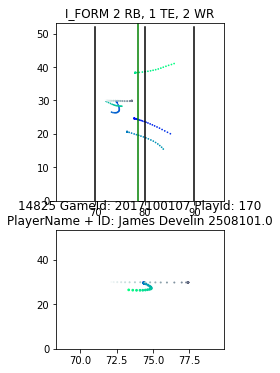 I_FORM 2 RB, 1 TE, 2 WR
50
40
30
20
10
0
70 80 90
14825 GameId: 2017100107 PlayId: 170
PlayerName + ID: James Develin 2508101.0
40
20
0
70.0 72.5 75.0 77.5